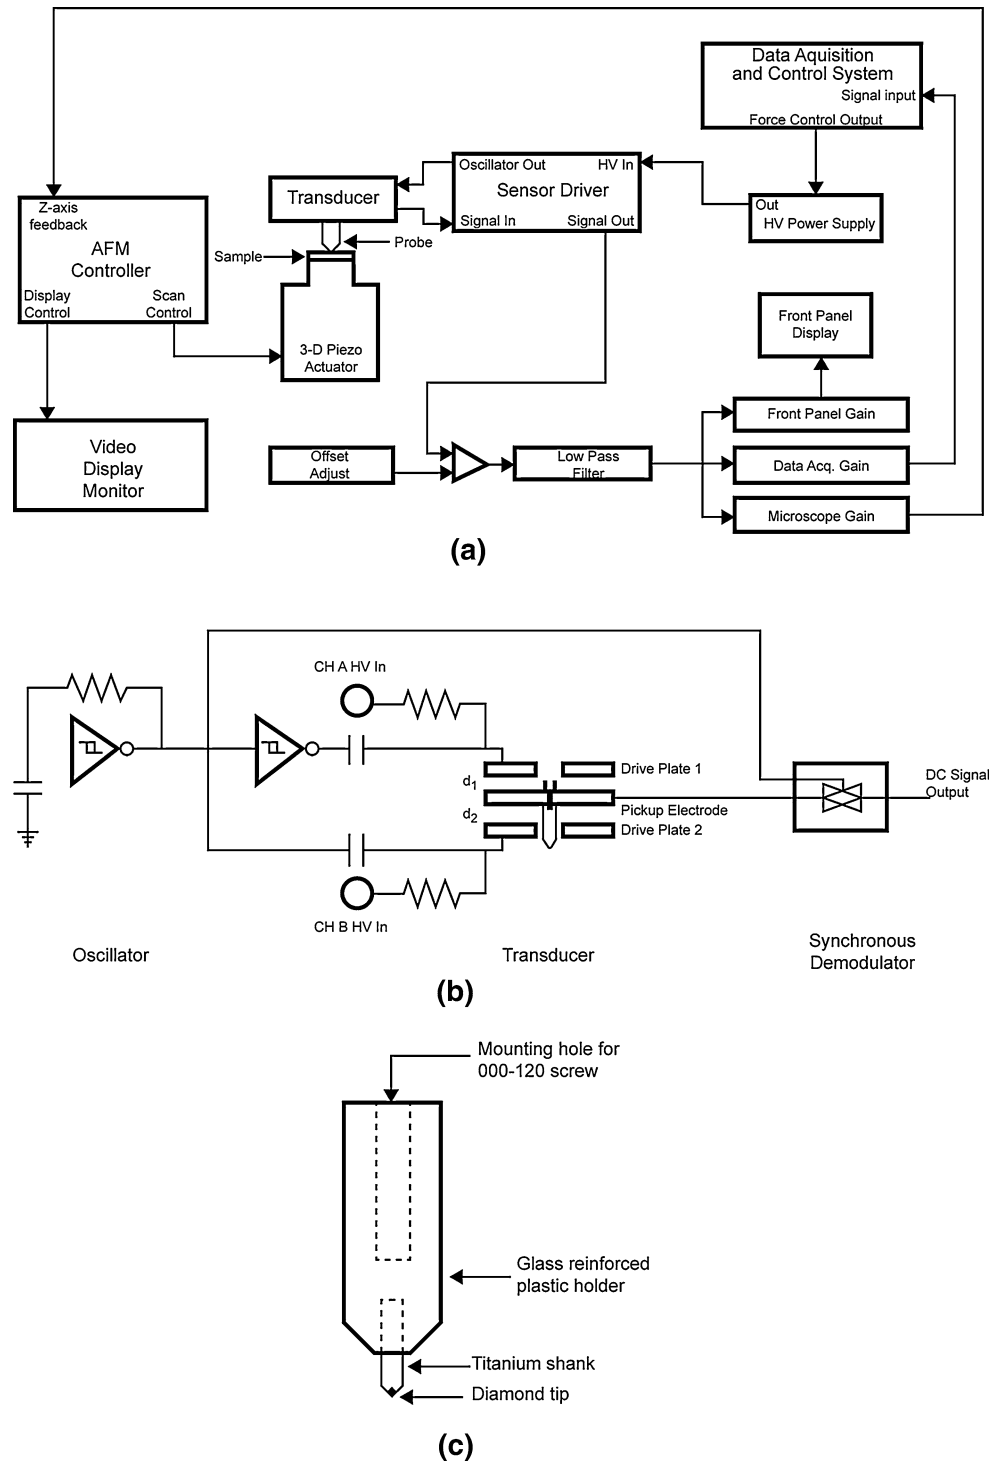 Data Aquisition
and Control System
Signal input
Force Control Output
Oscillator Out
HV In
Sensor Driver
Signal In
Signal Out
Transducer
Out
HV Power Supply
Z-axis
feedback
AFM
Controller
Display
Control
Scan
Control
Probe
Sample
3-D Piezo
Actuator
Front Panel
Display
Front Panel Gain
Video
Display
Monitor
Offset
Adjust
Low Pass
Filter
Data Acq. Gain
Microscope Gain
(a)
CH A HV In
d1
Drive Plate 1
DC Signal
Output
Pickup Electrode
d2
Drive Plate 2
CH B HV In
Oscillator
Transducer
Synchronous
Demodulator
(b)
Mounting hole for
000-120 screw
Glass reinforced
plastic holder
Titanium shank
Diamond tip
(c)